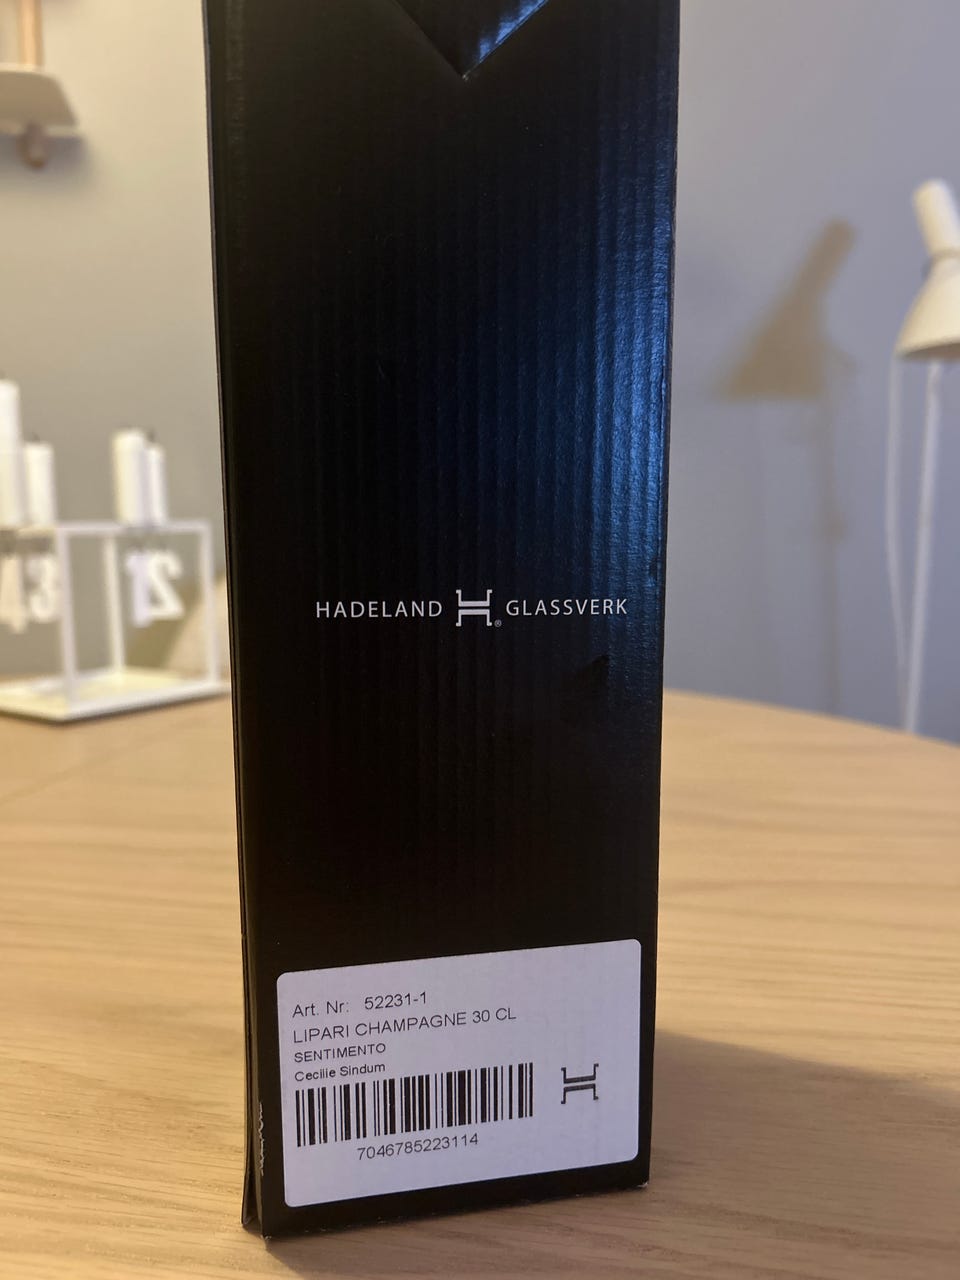 HADELAND H® GLASSVERK
Art. Nr: 52231-1
LIPARI CHAMPAGNE 30 CL
SENTIMENTO
Cecilie Sindum
7046785223114